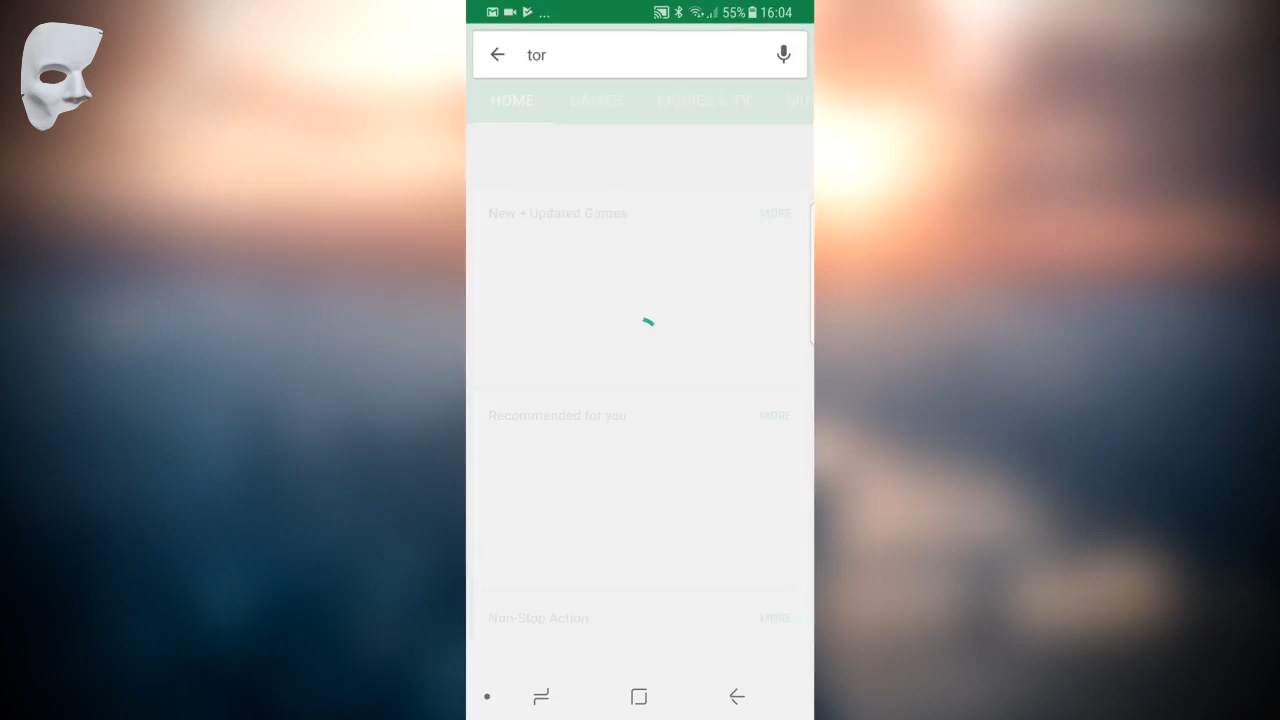 ... 55% 16:04
tor
HOME GAMES MOVIES & TV MU
New + Updated Games MORE
Recommended for you MORE
Non-Stop Action MORE